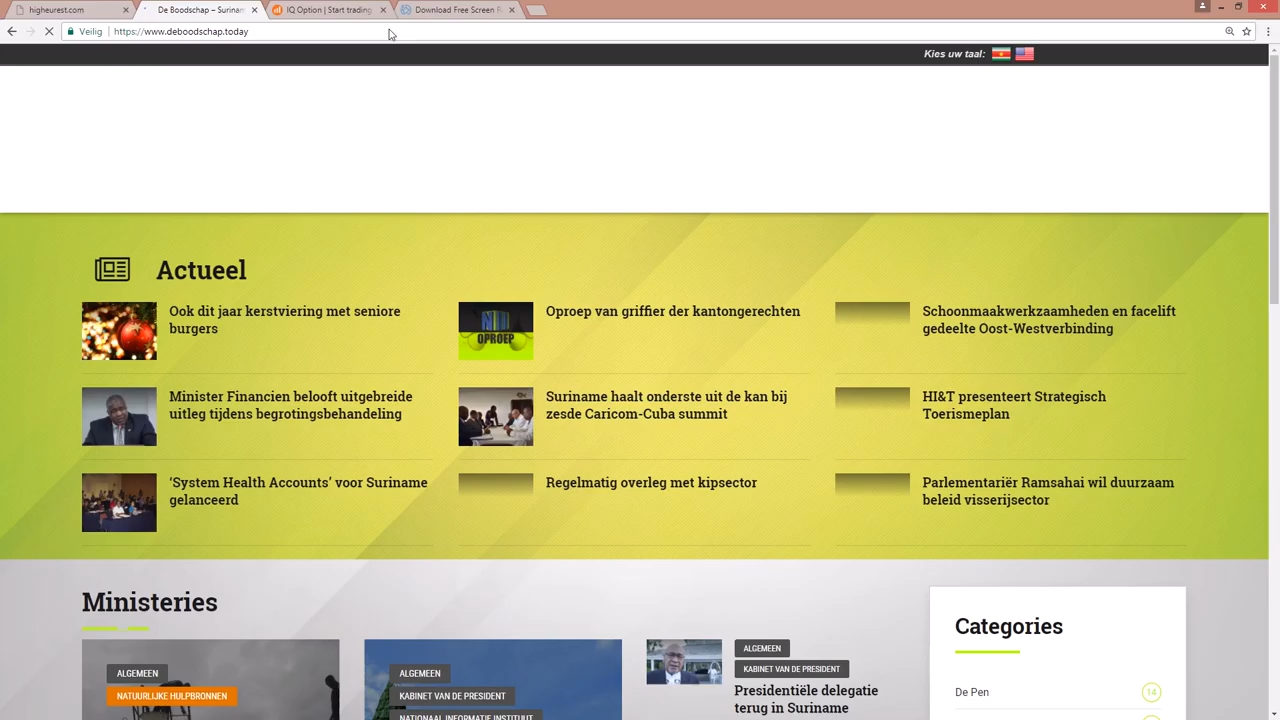 higheurest.com
De Boodschap – Surinam
IQ Option | Start trading
Download Free Screen R
Veilig
https://www.deboodschap.today
Kies uw taal:
Actueel
Ook dit jaar kerstviering met seniore
burgers
Oproep van griffier der kantongerechten
Schoonmaakwerkzaamheden en facelift
gedeelte Oost-Westverbinding
OPROEP
Minister Financien belooft uitgebreide
uitleg tijdens begrotingsbehandeling
Suriname haalt onderste uit de kan bij
zesde Caricom-Cuba summit
HI&T presenteert Strategisch
Toerismeplan
‘System Health Accounts’ voor Suriname
gelanceerd
Regelmatig overleg met kipsector
Parlementariër Ramsahai wil duurzaam
beleid visserijsector
Ministeries
ALGEMEEN
NATUURLIJKE HULPBRONNEN
ALGEMEEN
KABINET VAN DE PRESIDENT
NATIONAAL INFORMATIE INSTITUUT
ALGEMEEN
KABINET VAN DE PRESIDENT
Presidentiële delegatie
terug in Suriname
Categories
De Pen
14